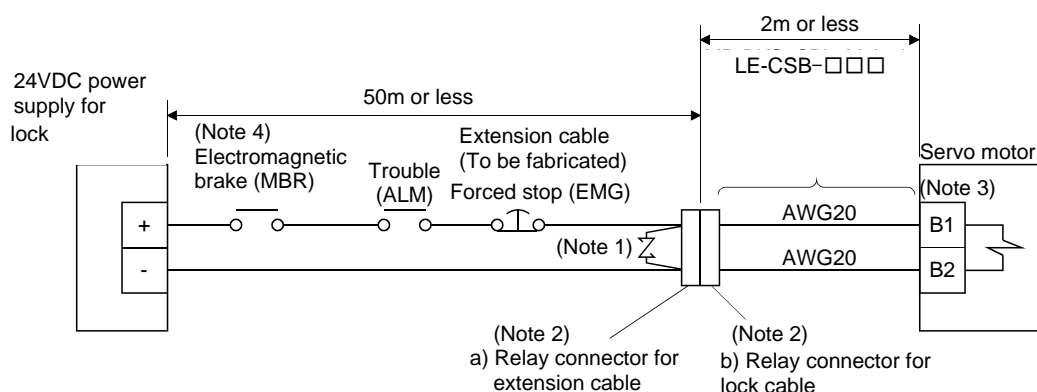 2m or less
LE-CSB-□□□
24VDC power
supply for
lock
50m or less
(Note 4)
Electromagnetic
brake (MBR)
Trouble
(ALM)
Extension cable
(To be fabricated)
Forced stop (EMG)
Servo motor
(Note 3)
+
AWG20
B1
(Note 1)
-
AWG20
B2
(Note 2)
a) Relay connector for
extension cable
(Note 2)
b) Relay connector for
lock cable